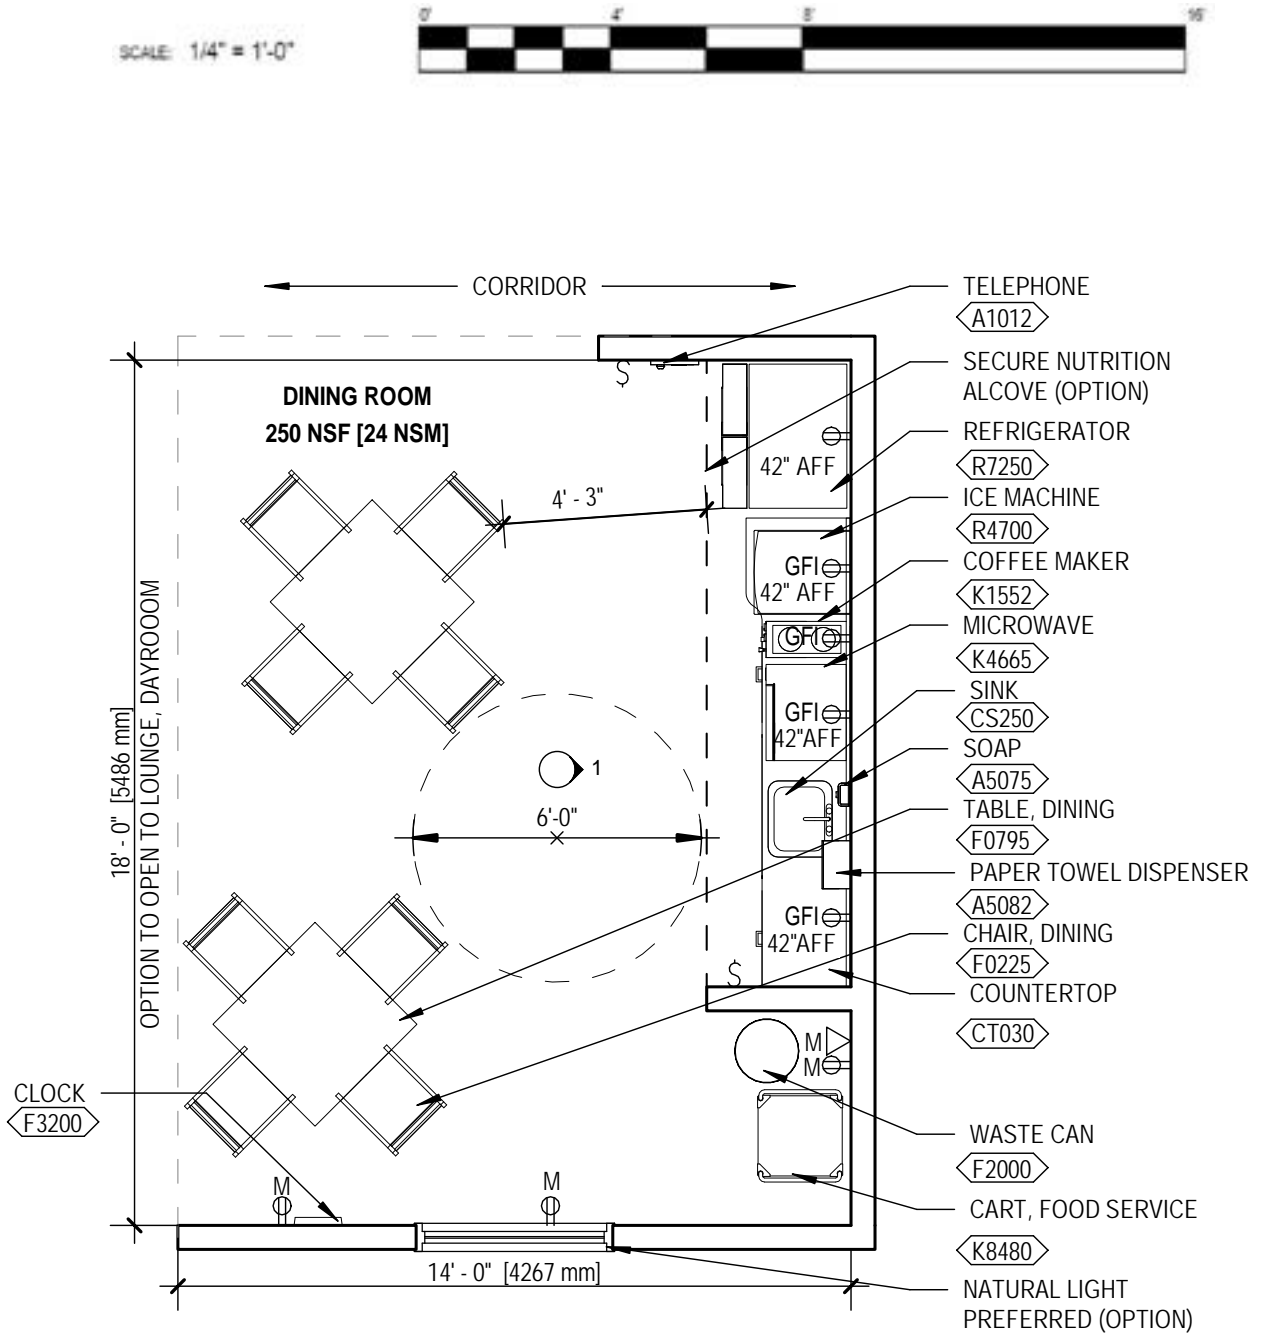 0' 4' 8' 16'
SCALE: 1/4" = 1'-0"
CORRIDOR
TELEPHONE
A1012
SECURE NUTRITION
ALCOVE (OPTION)
REFRIGERATOR
R7250
ICE MACHINE
R4700
COFFEE MAKER
K1552
MICROWAVE
K4665
SINK
CS250
SOAP
A5075
TABLE, DINING
F0795
PAPER TOWEL DISPENSER
A5082
CHAIR, DINING
F0225
COUNTERTOP
CT030
WASTE CAN
F2000
CART, FOOD SERVICE
K8480
NATURAL LIGHT
PREFERRED (OPTION)
DINING ROOM
250 NSF [24 NSM]
$
42" AFF
4' - 3"
GFI
42" AFF
GFI
GFI
42"AFF
1
6'-0"
GFI
42"AFF
$
M
M
18' - 0" [5486 mm]
OPTION TO OPEN TO LOUNGE, DAYROOOM
CLOCK
F3200
M
M
14' - 0" [4267 mm]